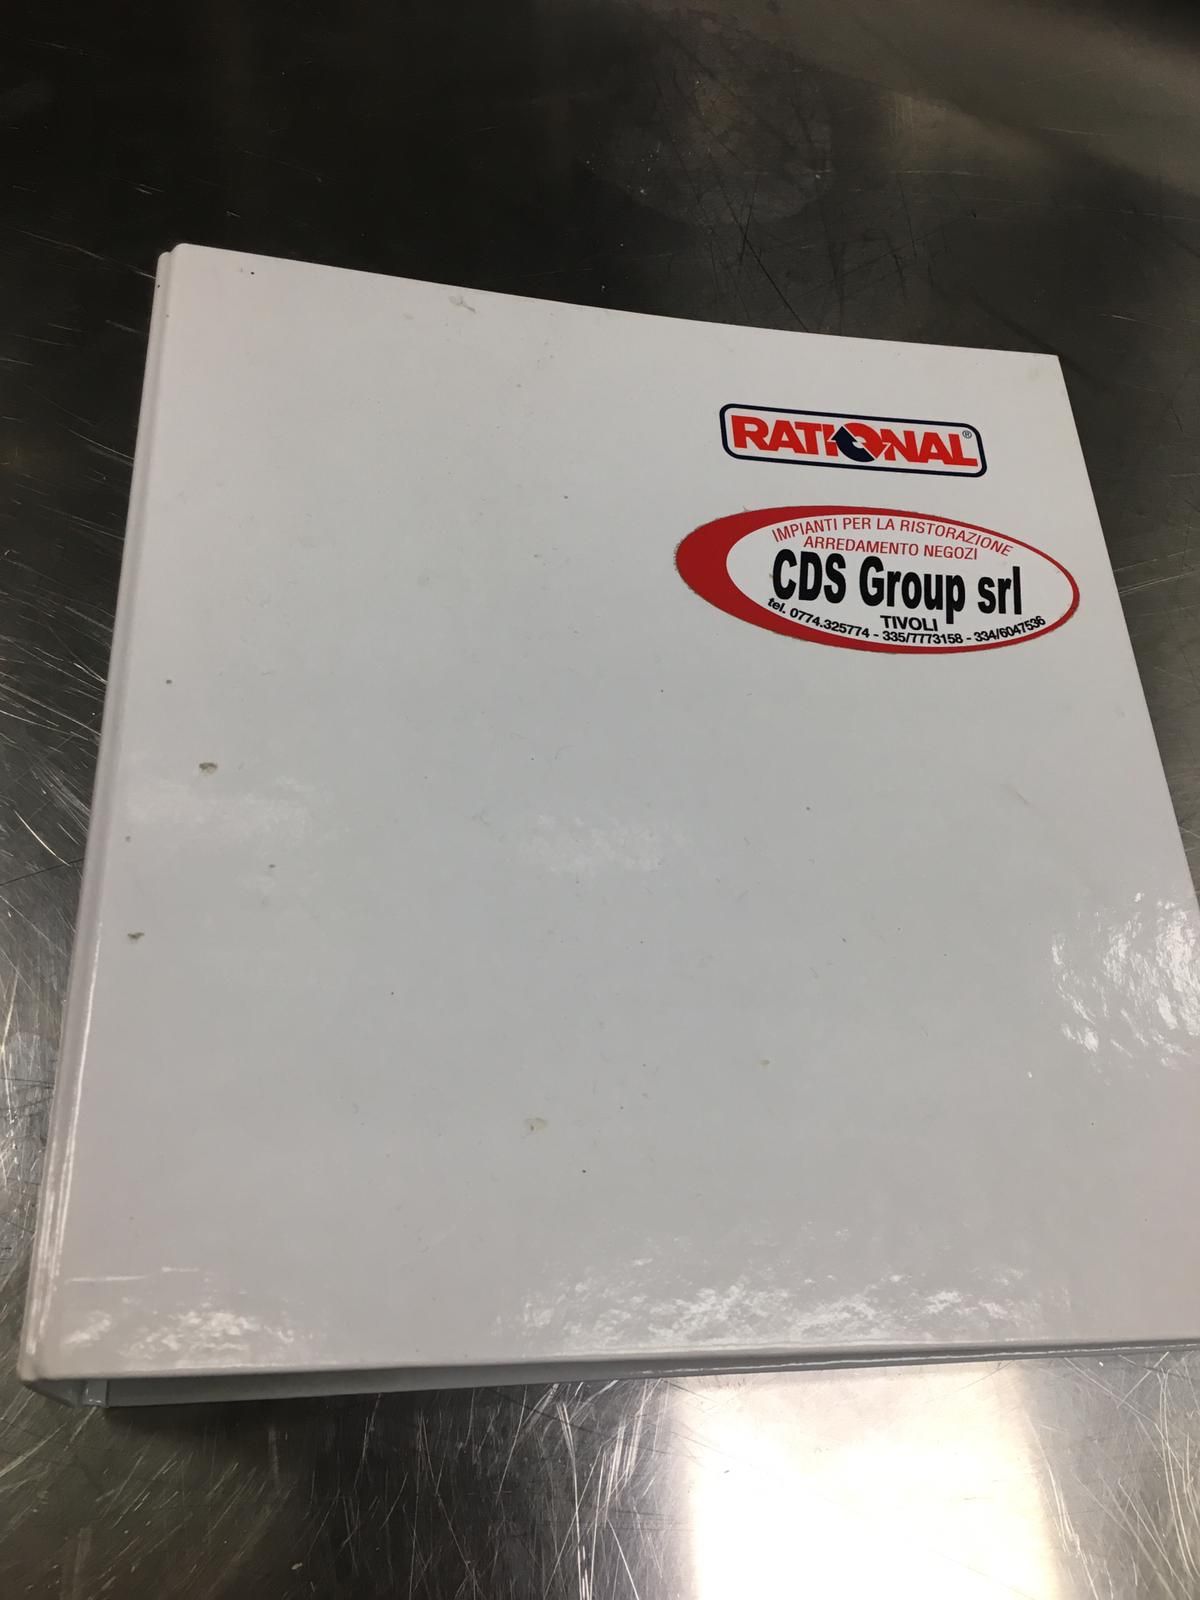 RATIONAL®
IMPIANTI PER LA RISTORAZIONE
ARREDAMENTO NEGOZI
CDS Group srl
TIVOLI
tel. 0774.325774 - 335/7773158 - 334/6047536